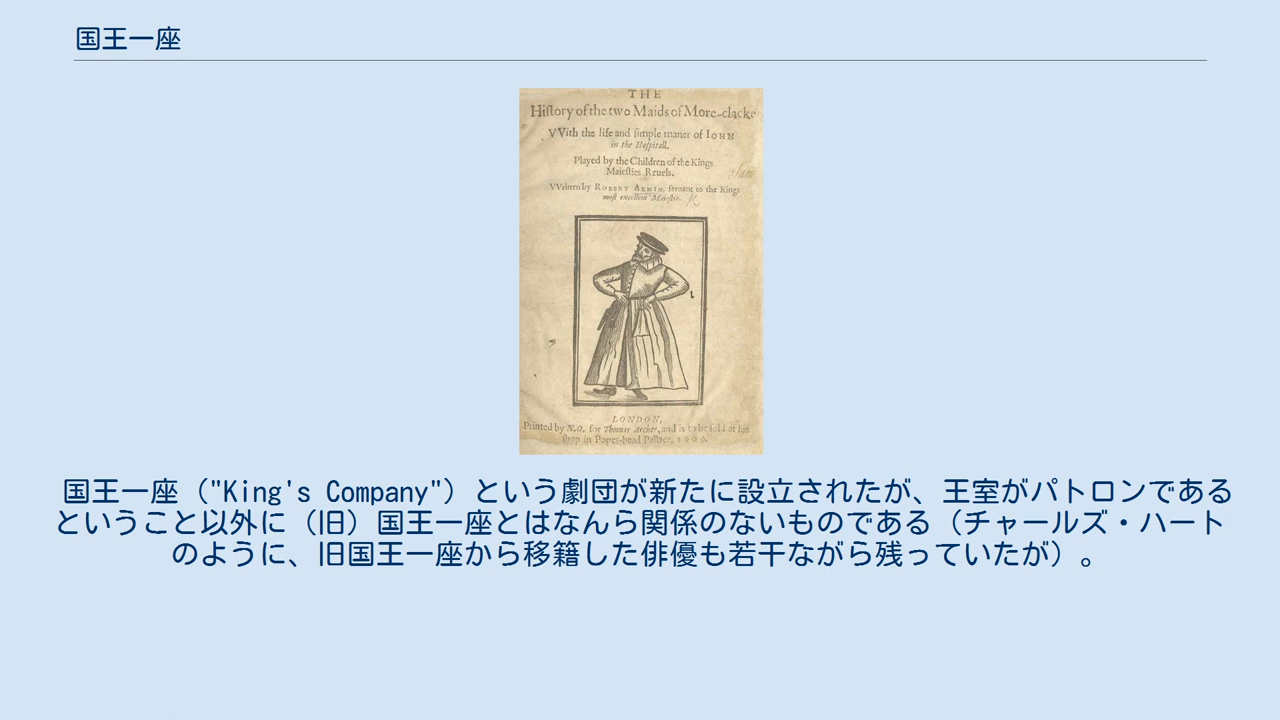 国王一座
THE
Hiſtory of the two Maids of More-clacke
VVith the life and ſimple maner of IOHN
in the Hoſpitall.
Played by the Children of the Kings
Maieſties Reuels.
VVritten by ROBERT ARMIN, ſeruant to the Kings
moſt excellent Maieſtie.
LONDON,
Printed by N.O. for Thomas Archer, and is to be ſold at his
ſhop in Popes-head Pallace, 1609.
国王一座（"King's Company"）という劇団が新たに設立されたが、王室がパトロンである
ということ以外に（旧）国王一座とはなんら関係のないものである（チャールズ・ハート
のように、旧国王一座から移籍した俳優も若干ながら残っていたが）。